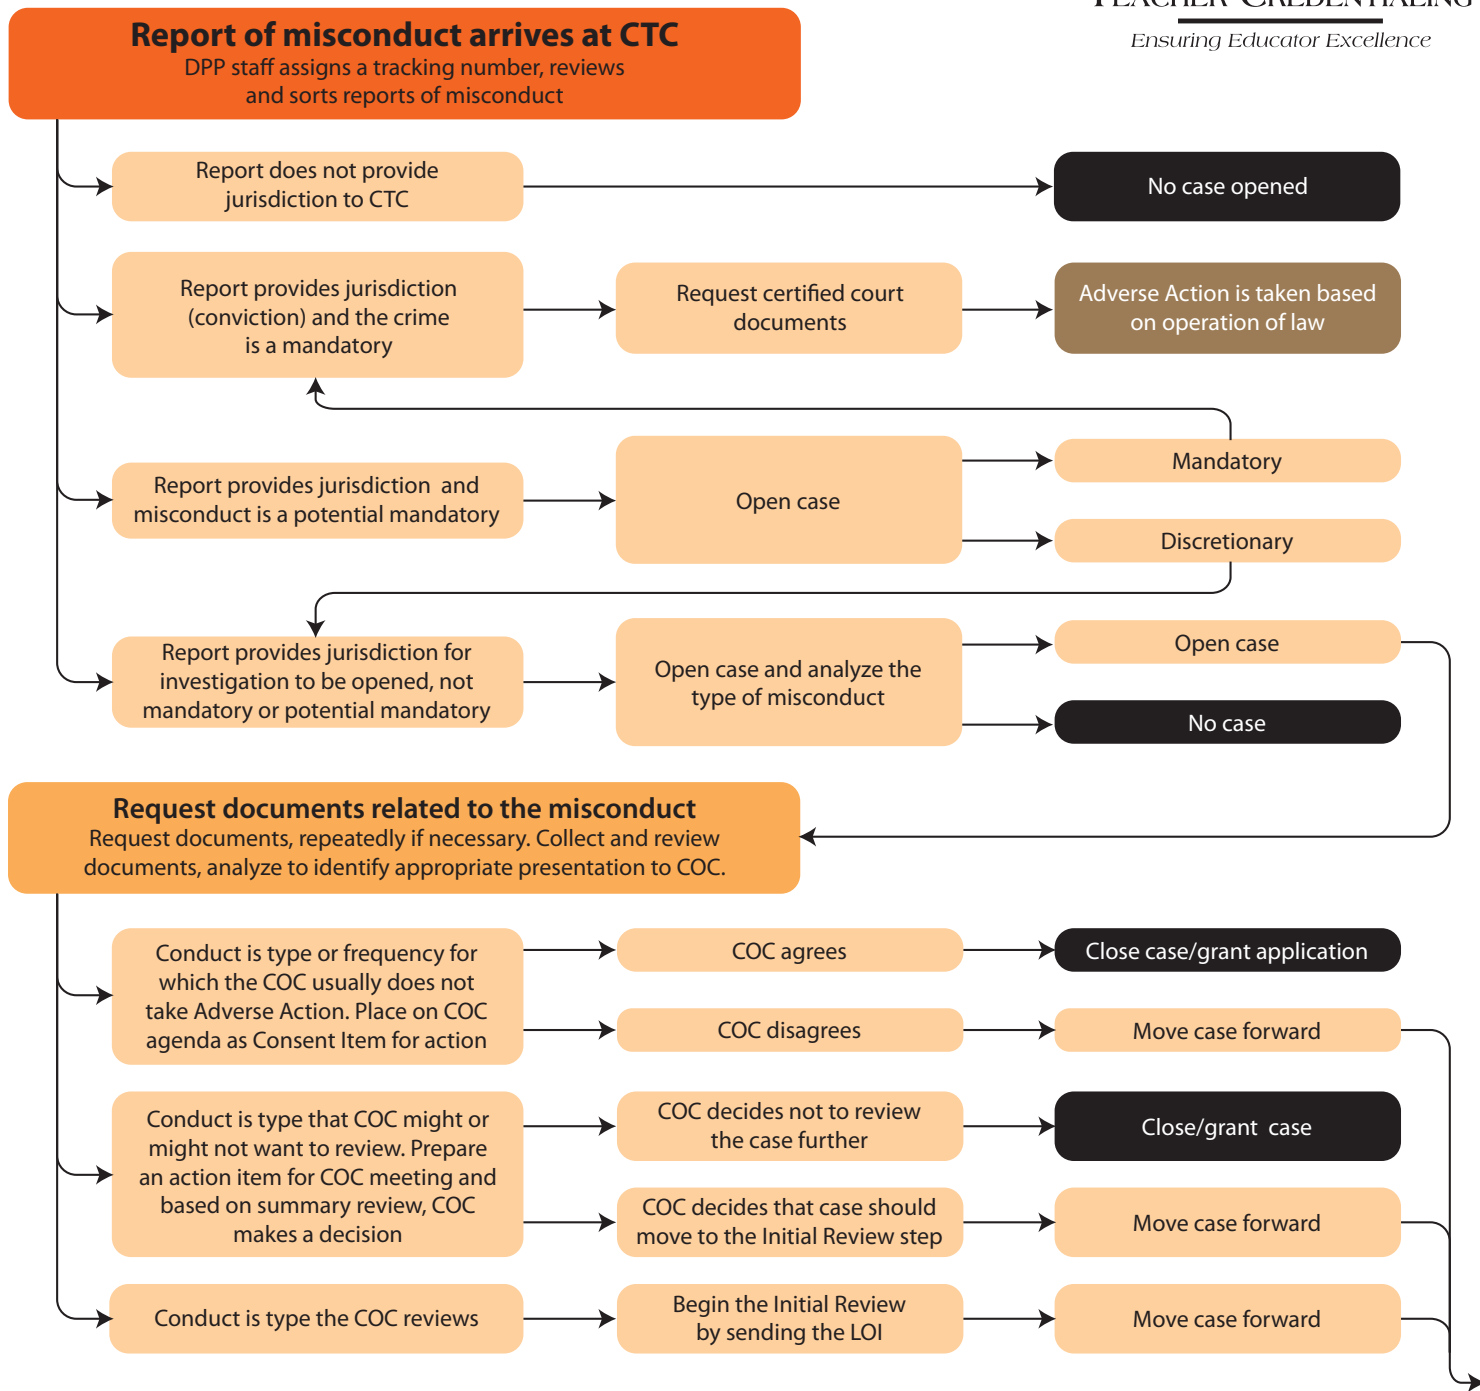 TEACHER CREDENTIALING
Ensuring Educator Excellence
Report of misconduct arrives at CTC
DPP staff assigns a tracking number, reviews
and sorts reports of misconduct
Report does not provide
jurisdiction to CTC
No case opened
Report provides jurisdiction
(conviction) and the crime
is a mandatory
Request certified court
documents
Adverse Action is taken based
on operation of law
Report provides jurisdiction and
misconduct is a potential mandatory
Open case
Mandatory
Discretionary
Report provides jurisdiction for
investigation to be opened, not
mandatory or potential mandatory
Open case and analyze the
type of misconduct
Open case
No case
Request documents related to the misconduct
Request documents, repeatedly if necessary. Collect and review
documents, analyze to identify appropriate presentation to COC.
Conduct is type or frequency for
which the COC usually does not
take Adverse Action. Place on COC
agenda as Consent Item for action
COC agrees
Close case/grant application
COC disagrees
Move case forward
Conduct is type that COC might or
might not want to review. Prepare
an action item for COC meeting and
based on summary review, COC
makes a decision
COC decides not to review
the case further
Close/grant case
COC decides that case should
move to the Initial Review step
Move case forward
Conduct is type the COC reviews
Begin the Initial Review
by sending the LOI
Move case forward